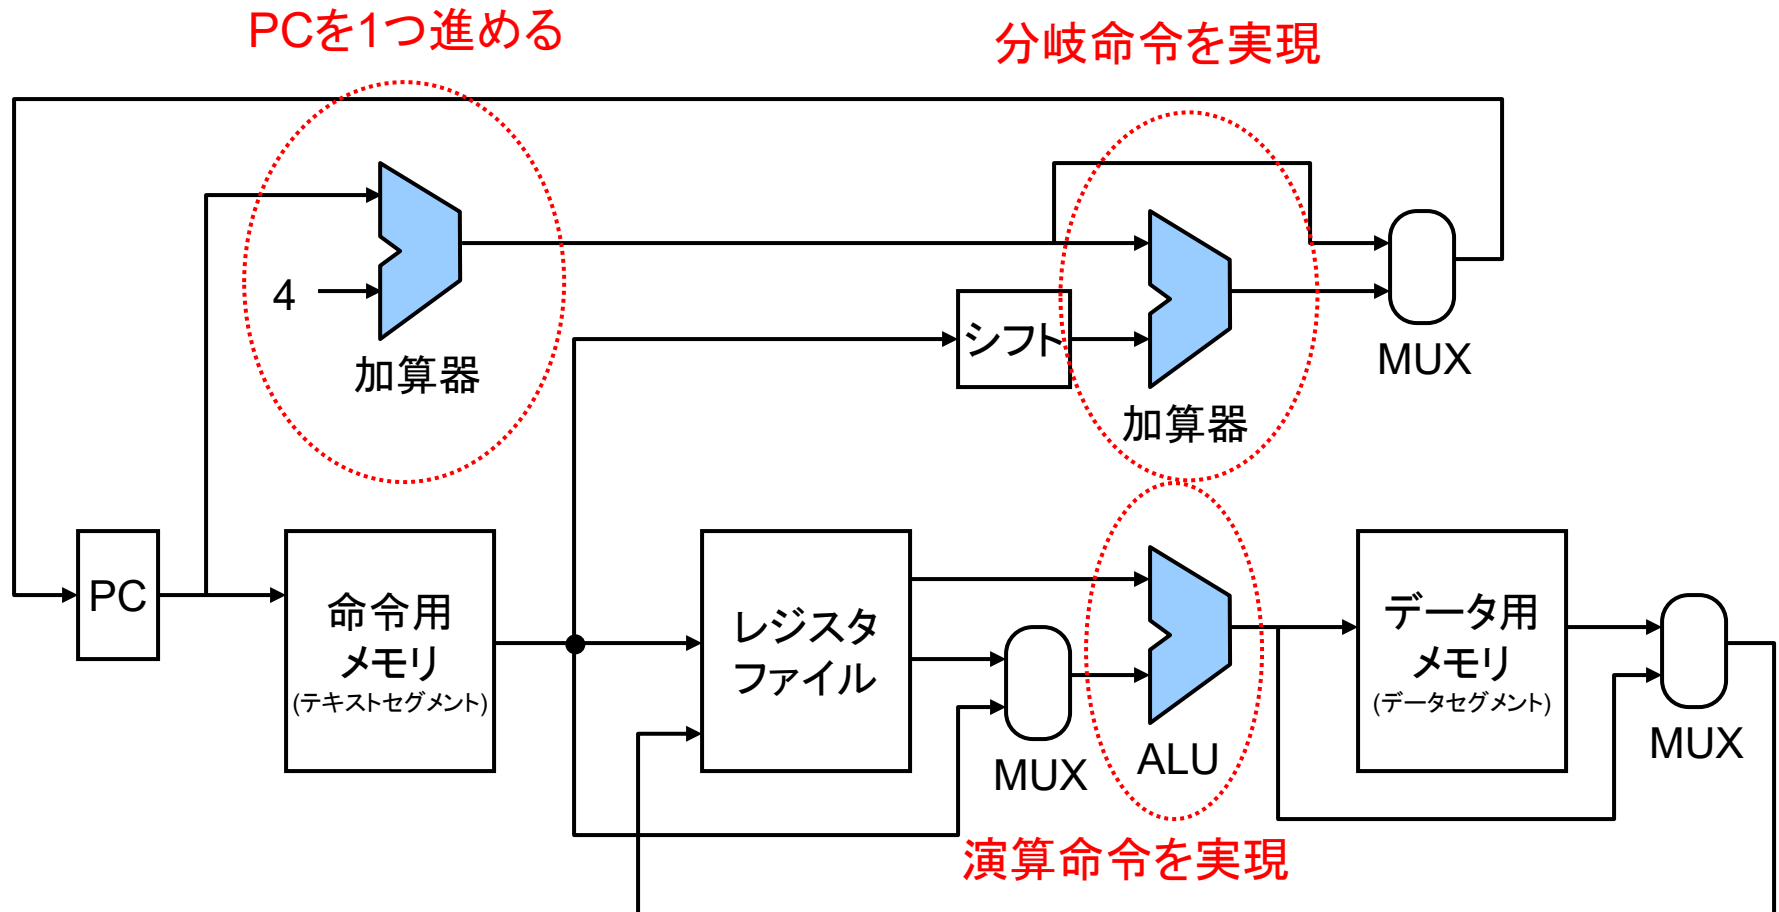 PCを1つ進める
分岐命令を実現
4
加算器
シフト
加算器
MUX
PC
命令用
メモリ
(テキストセグメント)
レジスタ
ファイル
MUX
ALU
データ用
メモリ
(データセグメント)
MUX
演算命令を実現